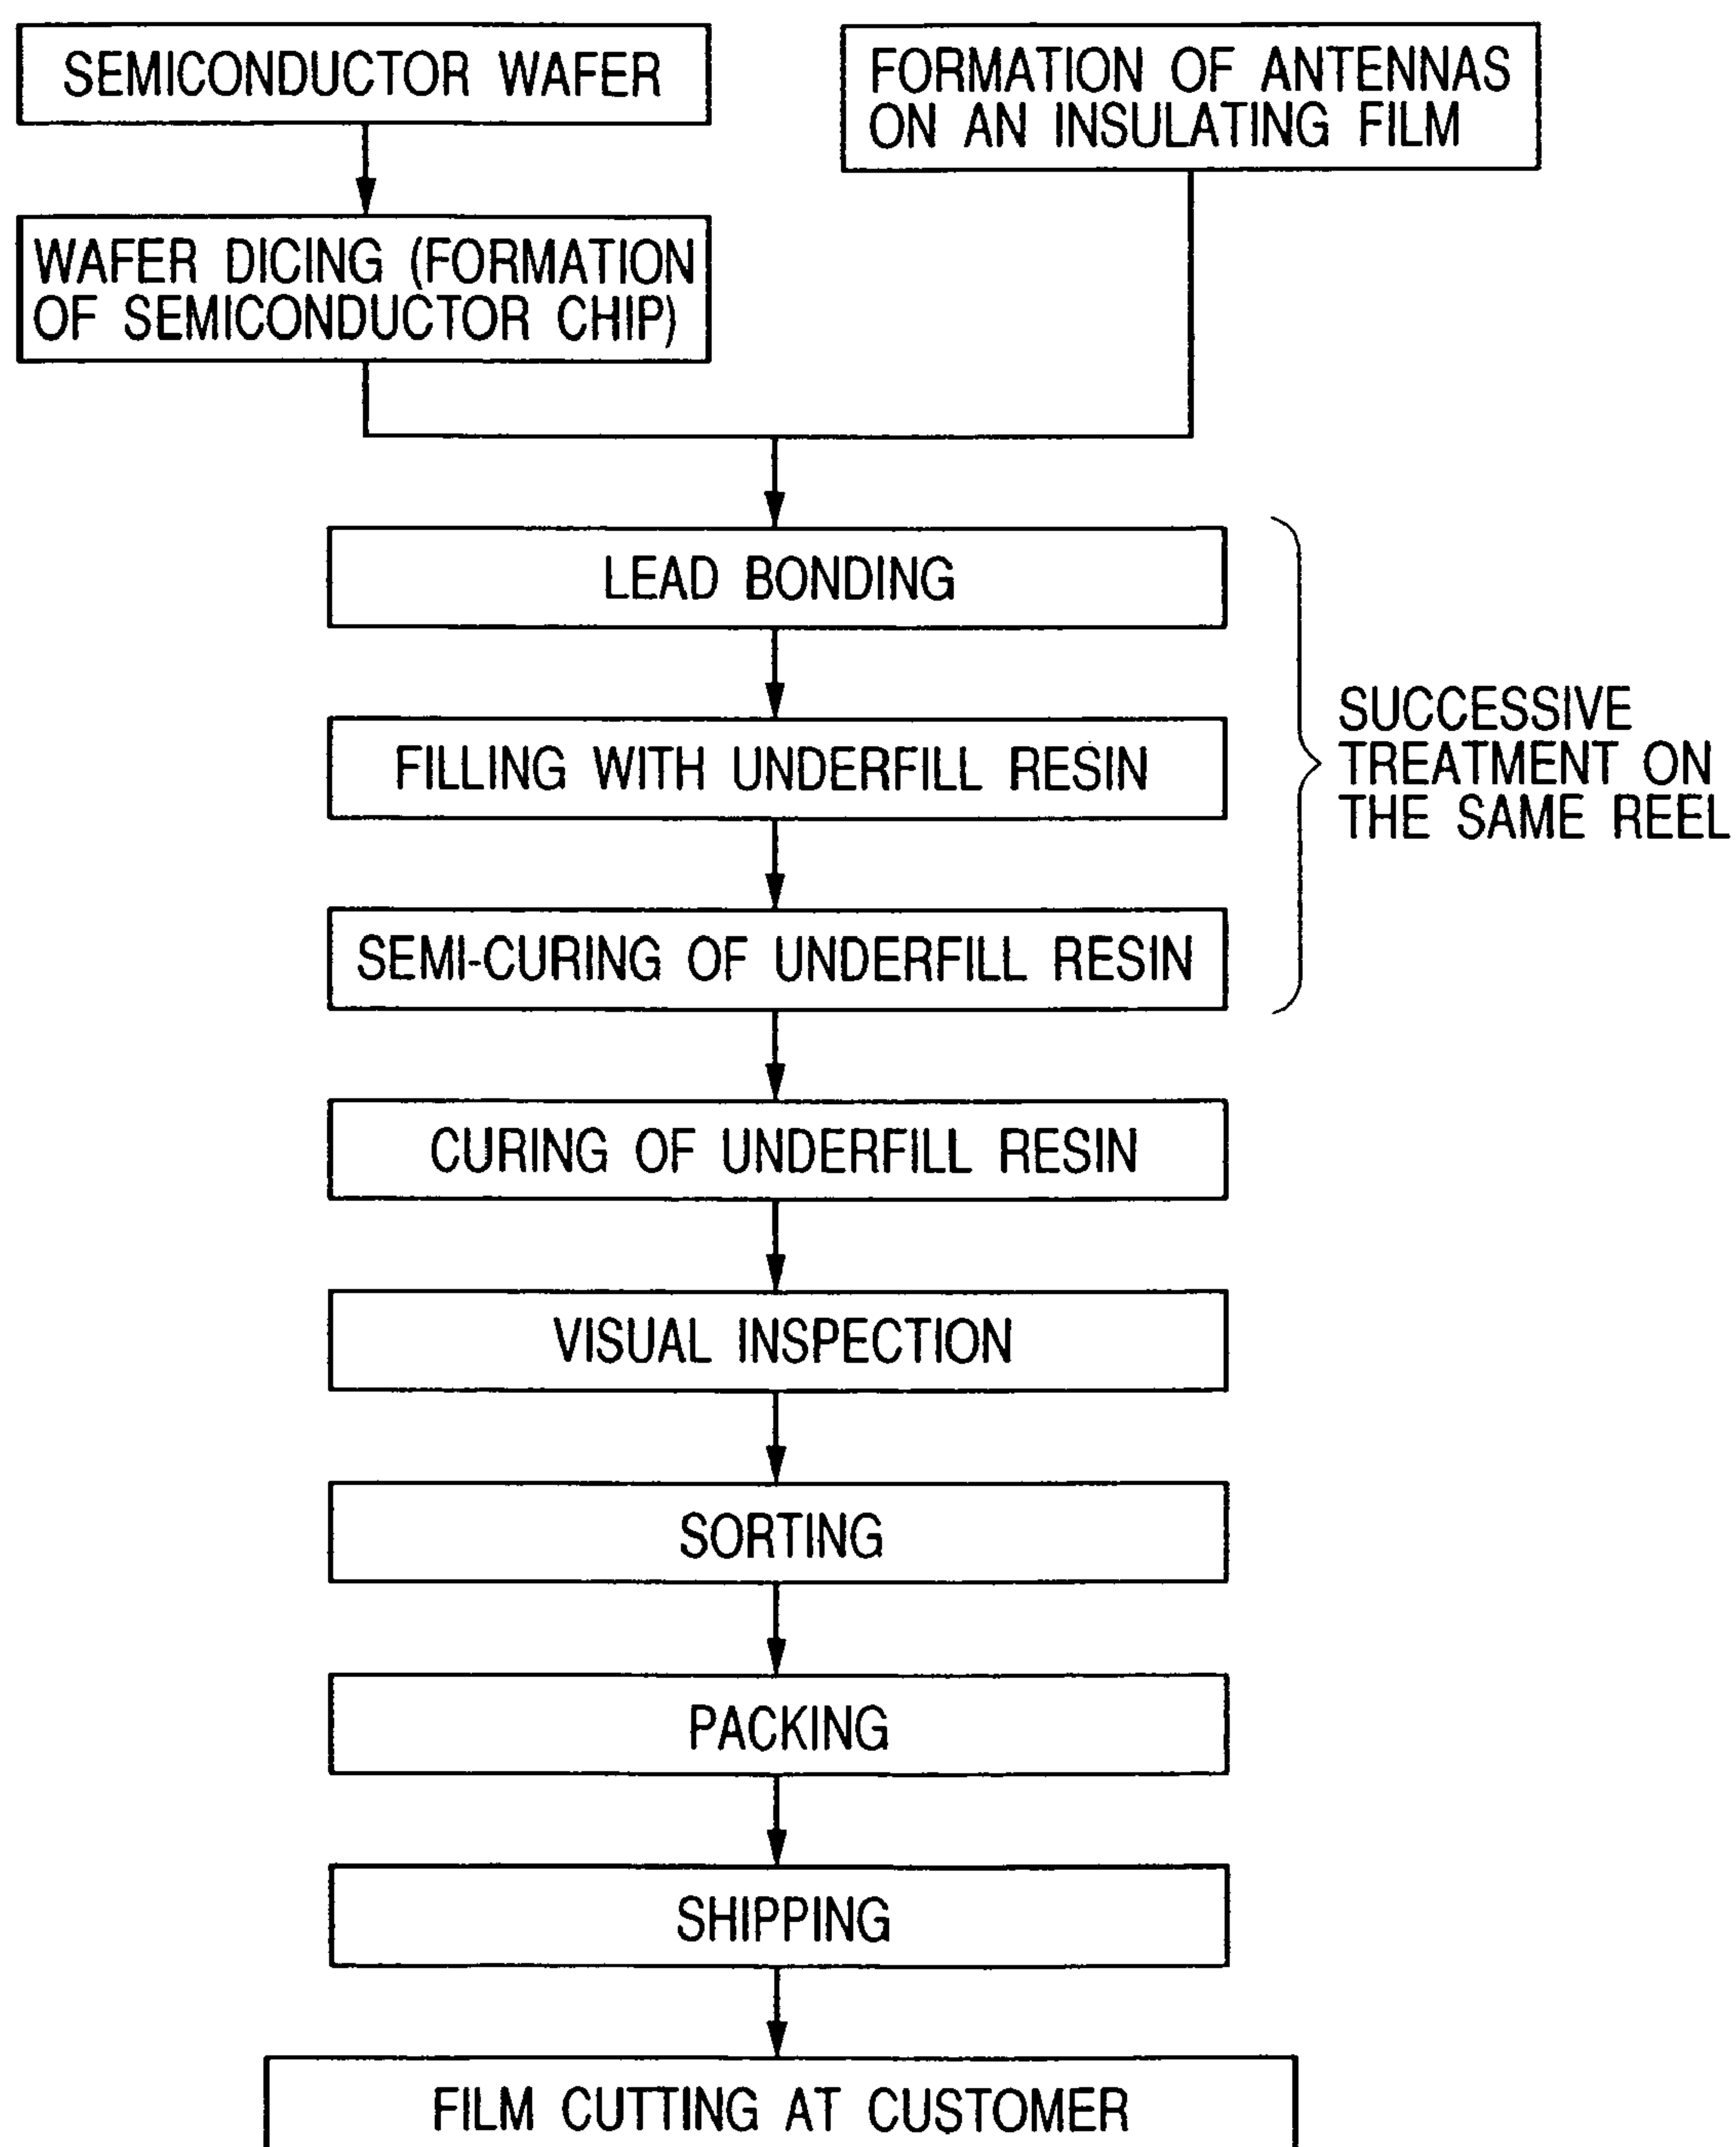 SEMICONDUCTOR WAFER
FORMATION OF ANTENNAS
ON AN INSULATING FILM
WAFER DICING (FORMATION
OF SEMICONDUCTOR CHIP)
LEAD BONDING
FILLING WITH UNDERFILL RESIN
SEMI-CURING OF UNDERFILL RESIN
SUCCESSIVE
TREATMENT ON
THE SAME REEL
CURING OF UNDERFILL RESIN
VISUAL INSPECTION
SORTING
PACKING
SHIPPING
FILM CUTTING AT CUSTOMER